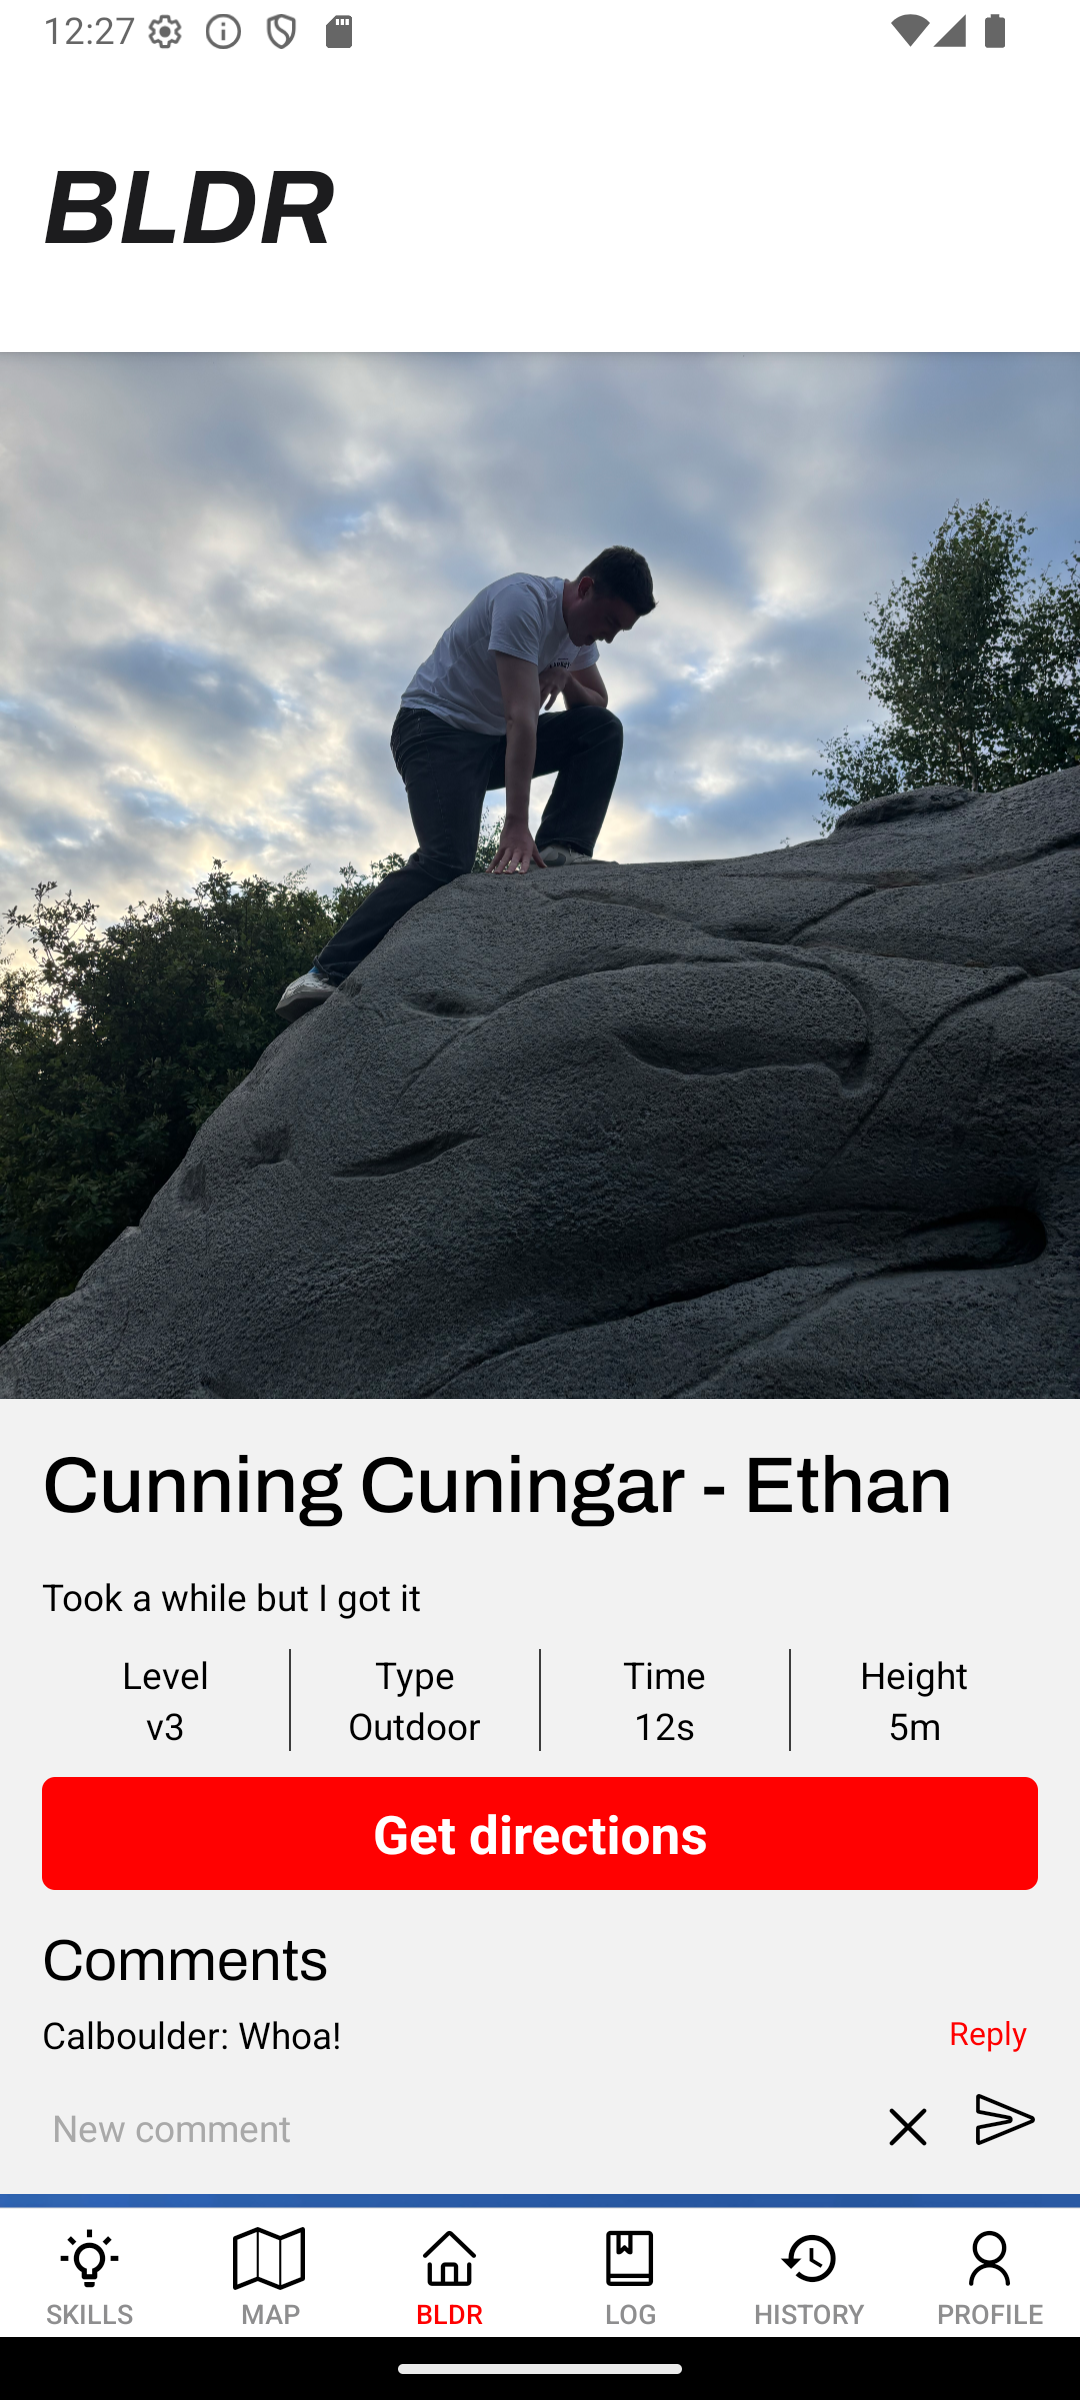 12:27
BLDR
Cunning Cuningar - Ethan
Took a while but I got it
Level Type Time Height
v3 Outdoor 12s 5m
Get directions
Comments
Calboulder: Whoa! Reply
New comment
SKILLS MAP BLDR LOG HISTORY PROFILE